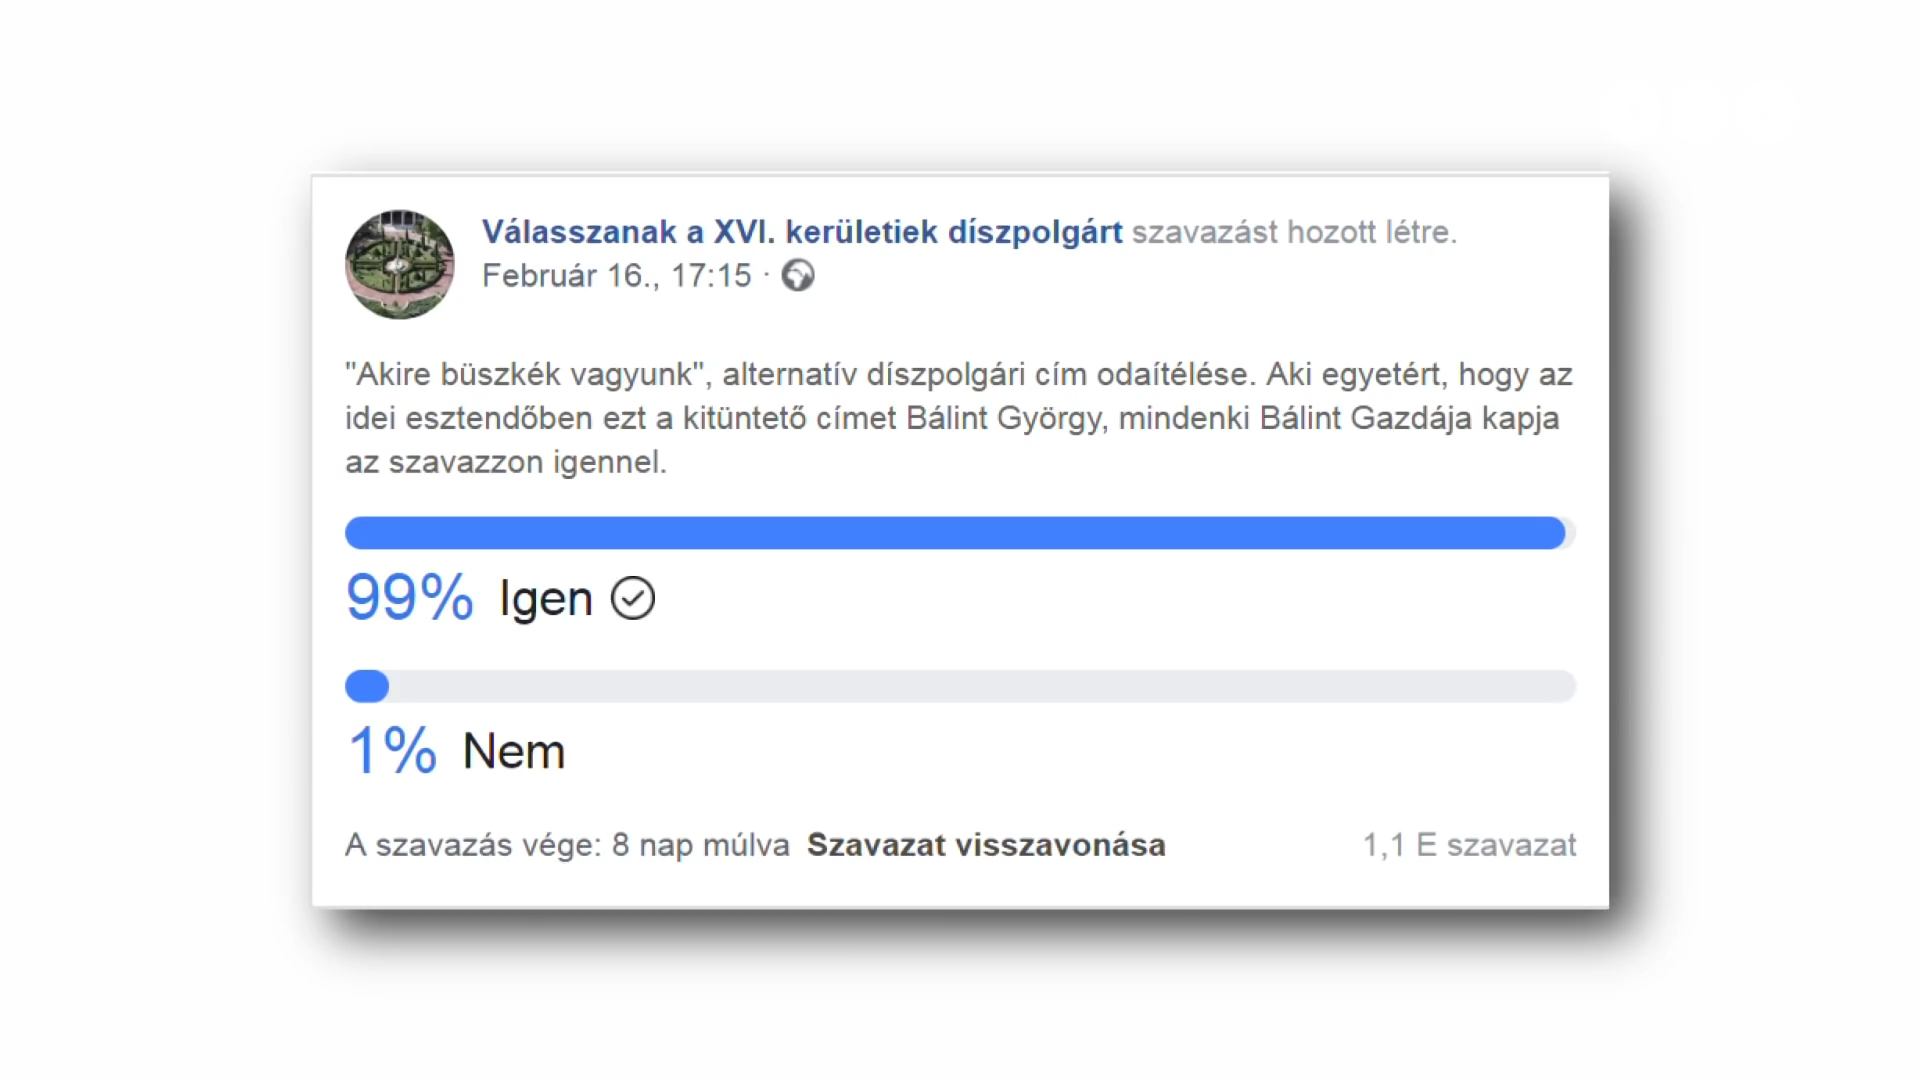 Válasszanak a XVI. kerületiek díszpolgárt szavazást hozott létre.
Február 16., 17:15 ·
"Akire büszkék vagyunk", alternatív díszpolgári cím odaítélése. Aki egyetért, hogy az
idei esztendőben ezt a kitüntető címet Bálint György, mindenki Bálint Gazdája kapja
az szavazzon igennel.
99% Igen
1% Nem
A szavazás vége: 8 nap múlva Szavazat visszavonása 1,1 E szavazat